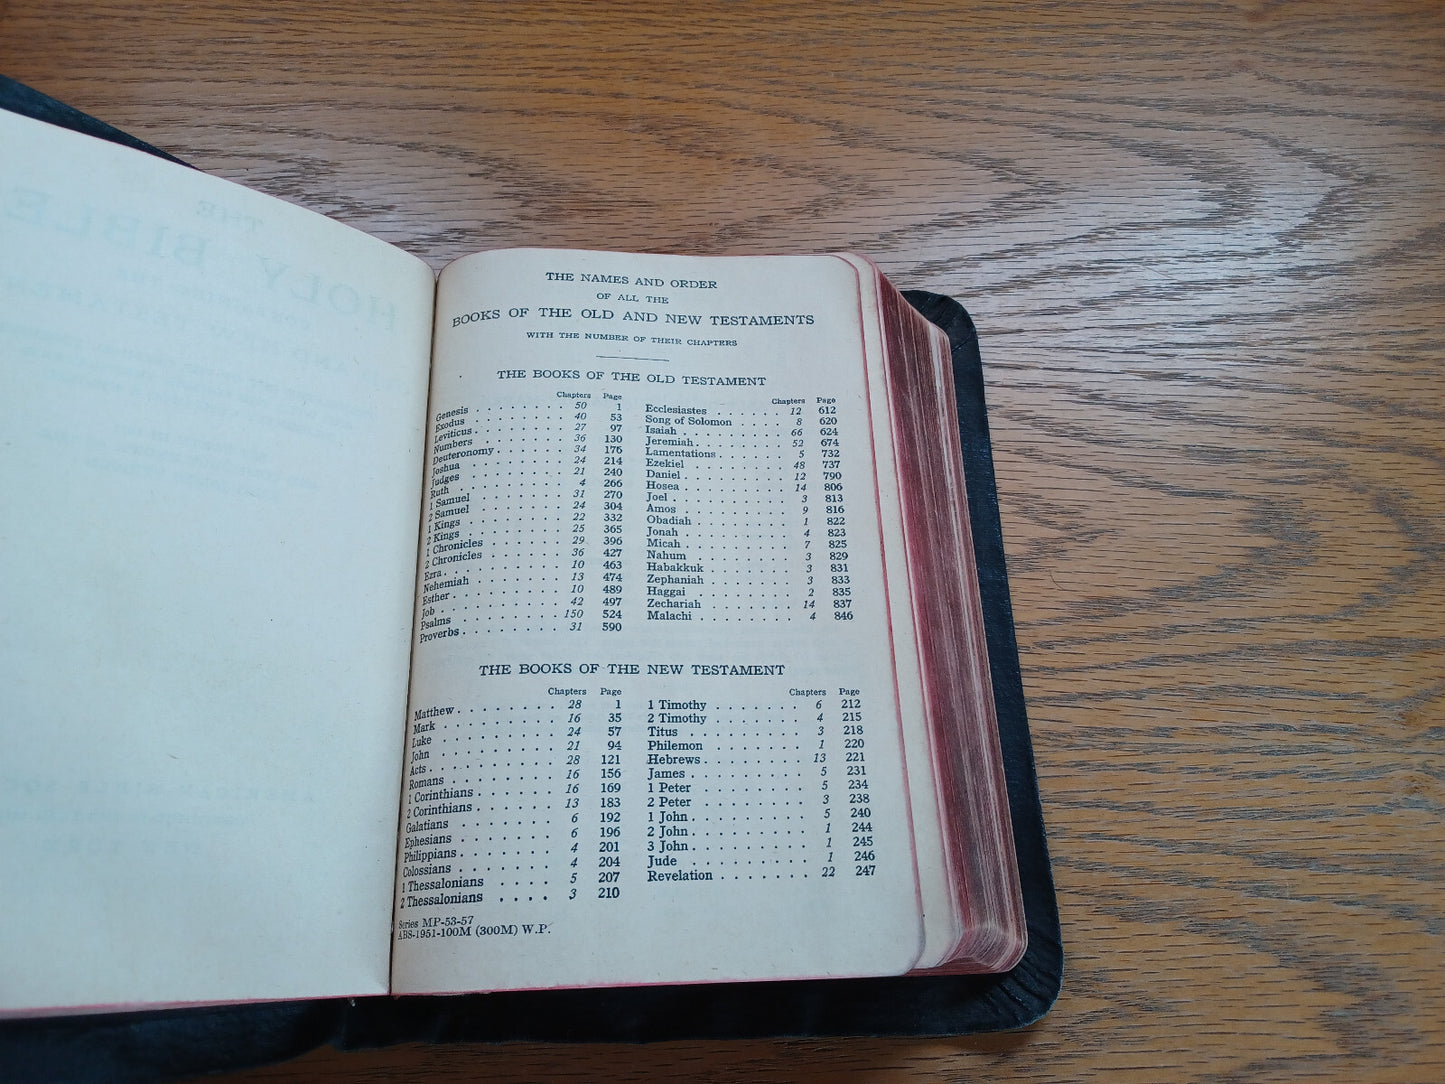 THE
HOLY BIBLE
THE NAMES AND ORDER
OF ALL THE
BOOKS OF THE OLD AND NEW TESTAMENTS
WITH THE NUMBER OF THEIR CHAPTERS
THE BOOKS OF THE OLD TESTAMENT
Chapters Page
Genesis . . . . . . . . 50 1
Exodus . . . . . . . . 40 53
Leviticus . . . . . . . 27 97
Numbers . . . . . . . 36 130
Deuteronomy . . . . . . 34 176
Joshua . . . . . . . . 24 214
Judges . . . . . . . . 21 240
Ruth . . . . . . . . . 4 266
1 Samuel . . . . . . . 31 270
2 Samuel . . . . . . . 24 304
1 Kings . . . . . . . . 22 332
2 Kings . . . . . . . . 25 365
1 Chronicles . . . . . . 29 396
2 Chronicles . . . . . . 36 427
Ezra . . . . . . . . . 10 463
Nehemiah . . . . . . . 13 474
Esther . . . . . . . . 10 489
Job . . . . . . . . . 42 497
Psalms . . . . . . . . 150 524
Proverbs . . . . . . . . 31 590
Chapters Page
Ecclesiastes . . . . . . 12 612
Song of Solomon . . . . 8 620
Isaiah . . . . . . . . 66 624
Jeremiah . . . . . . . 52 674
Lamentations . . . . . . 5 732
Ezekiel . . . . . . . . 48 737
Daniel . . . . . . . . 12 790
Hosea . . . . . . . . 14 806
Joel . . . . . . . . . 3 813
Amos . . . . . . . . . 9 816
Obadiah . . . . . . . . 1 822
Jonah . . . . . . . . . 4 823
Micah . . . . . . . . . 7 825
Nahum . . . . . . . . 3 829
Habakkuk . . . . . . . 3 831
Zephaniah . . . . . . . 3 833
Haggai . . . . . . . . 2 835
Zechariah . . . . . . . 14 837
Malachi . . . . . . . . 4 846
THE BOOKS OF THE NEW TESTAMENT
Chapters Page
Matthew . . . . . . . . 28 1
Mark . . . . . . . . . 16 35
Luke . . . . . . . . . 24 57
John . . . . . . . . . 21 94
Acts . . . . . . . . . 28 121
Romans . . . . . . . . 16 156
1 Corinthians . . . . . . 16 169
2 Corinthians . . . . . . 13 183
Galatians . . . . . . . 6 192
Ephesians . . . . . . . 6 196
Philippians . . . . . . . 4 201
Colossians . . . . . . . 4 204
1 Thessalonians . . . . 5 207
2 Thessalonians . . . . 3 210
Chapters Page
1 Timothy . . . . . . . 6 212
2 Timothy . . . . . . . 4 215
Titus . . . . . . . . . 3 218
Philemon . . . . . . . 1 220
Hebrews . . . . . . . . 13 221
James . . . . . . . . . 5 231
1 Peter . . . . . . . . 5 234
2 Peter . . . . . . . . 3 238
1 John . . . . . . . . . 5 240
2 John . . . . . . . . . 1 244
3 John . . . . . . . . . 1 245
Jude . . . . . . . . . 1 246
Revelation . . . . . . . 22 247
Series MP-53-57
ABS-1951-100M (300M) W.P.